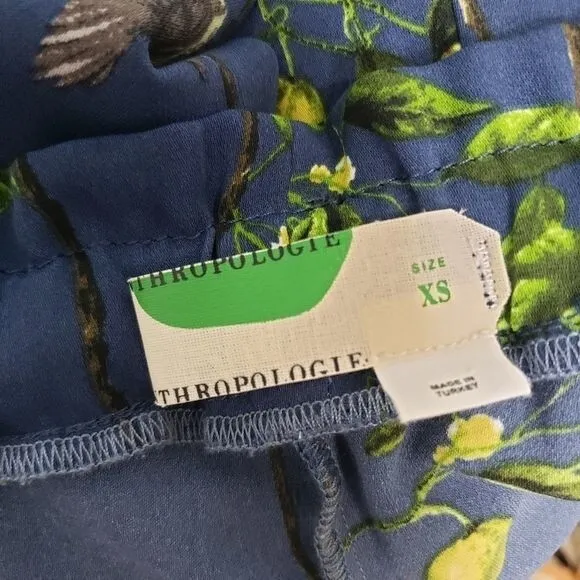 THROPOLOGIE
SIZE
XS
THROPOLOGIE
MADE IN
TURKEY